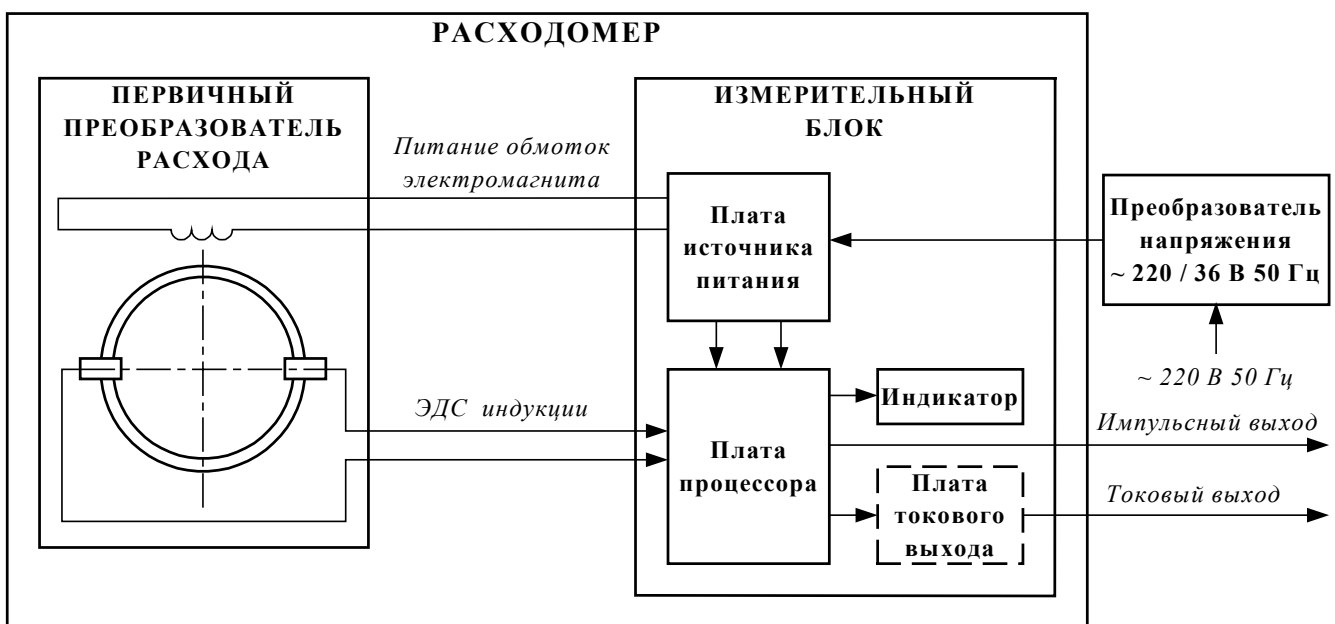 РАСХОДОМЕР
ПЕРВИЧНЫЙ
ПРЕОБРАЗОВАТЕЛЬ
РАСХОДА
Питание обмоток
электромагнита
ЭДС индукции
ИЗМЕРИТЕЛЬНЫЙ
БЛОК
Плата
источника
питания
Плата
процессора
Индикатор
Плата
токового
выхода
Преобразователь
напряжения
~ 220 / 36 В 50 Гц
~ 220 В 50 Гц
Импульсный выход
Токовый выход